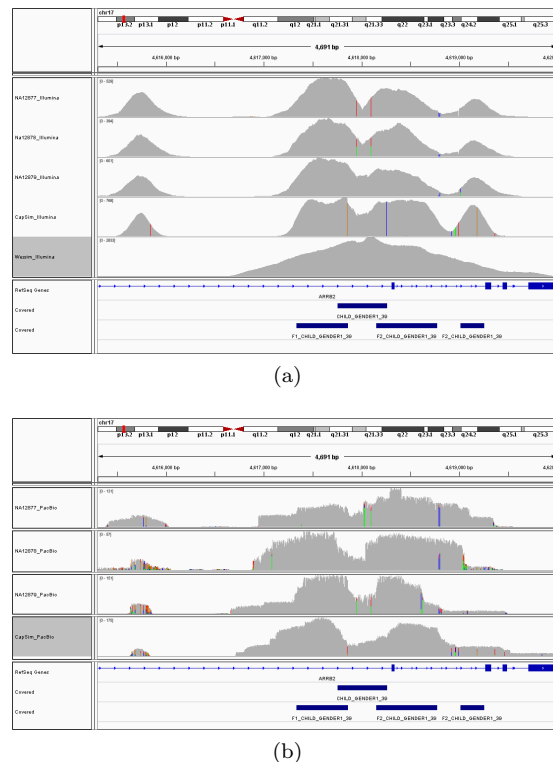 chr17
p13.2 p13.1 p12 p11.2 p11.1 q11.2 q12 q21.1 q21.31 q21.33 q22 q23.1 q23.3 q24.2 q25.1 q25.3
4,691 bp
4,616,000 bp 4,617,000 bp 4,618,000 bp 4,619,000 bp
NA12877_Illumina
Na12878_Illumina
NA12879_Illumina
CapSim_Illumina
Wessim_Illumina
RefSeq Genes
ARRB2
Covered
CHILD_GENDER1_39
Covered
F1_CHILD_GENDER1_39 F2_CHILD_GENDER1_39 F2_CHILD_GENDER1_39
(a)
chr17
p13.2 p13.1 p12 p11.2 p11.1 q11.2 q12 q21.1 q21.31 q21.33 q22 q23.1 q23.3 q24.2 q25.1 q25.3
4,691 bp
4,616,000 bp 4,617,000 bp 4,618,000 bp 4,619,000 bp
NA12877_PacBio
NA12878_PacBio
NA12879_PacBio
CapSim_PacBio
RefSeq Genes
ARRB2
Covered
CHILD_GENDER1_39
Covered
F1_CHILD_GENDER1_39 F2_CHILD_GENDER1_39 F2_CHILD_GENDER1_39
(b)